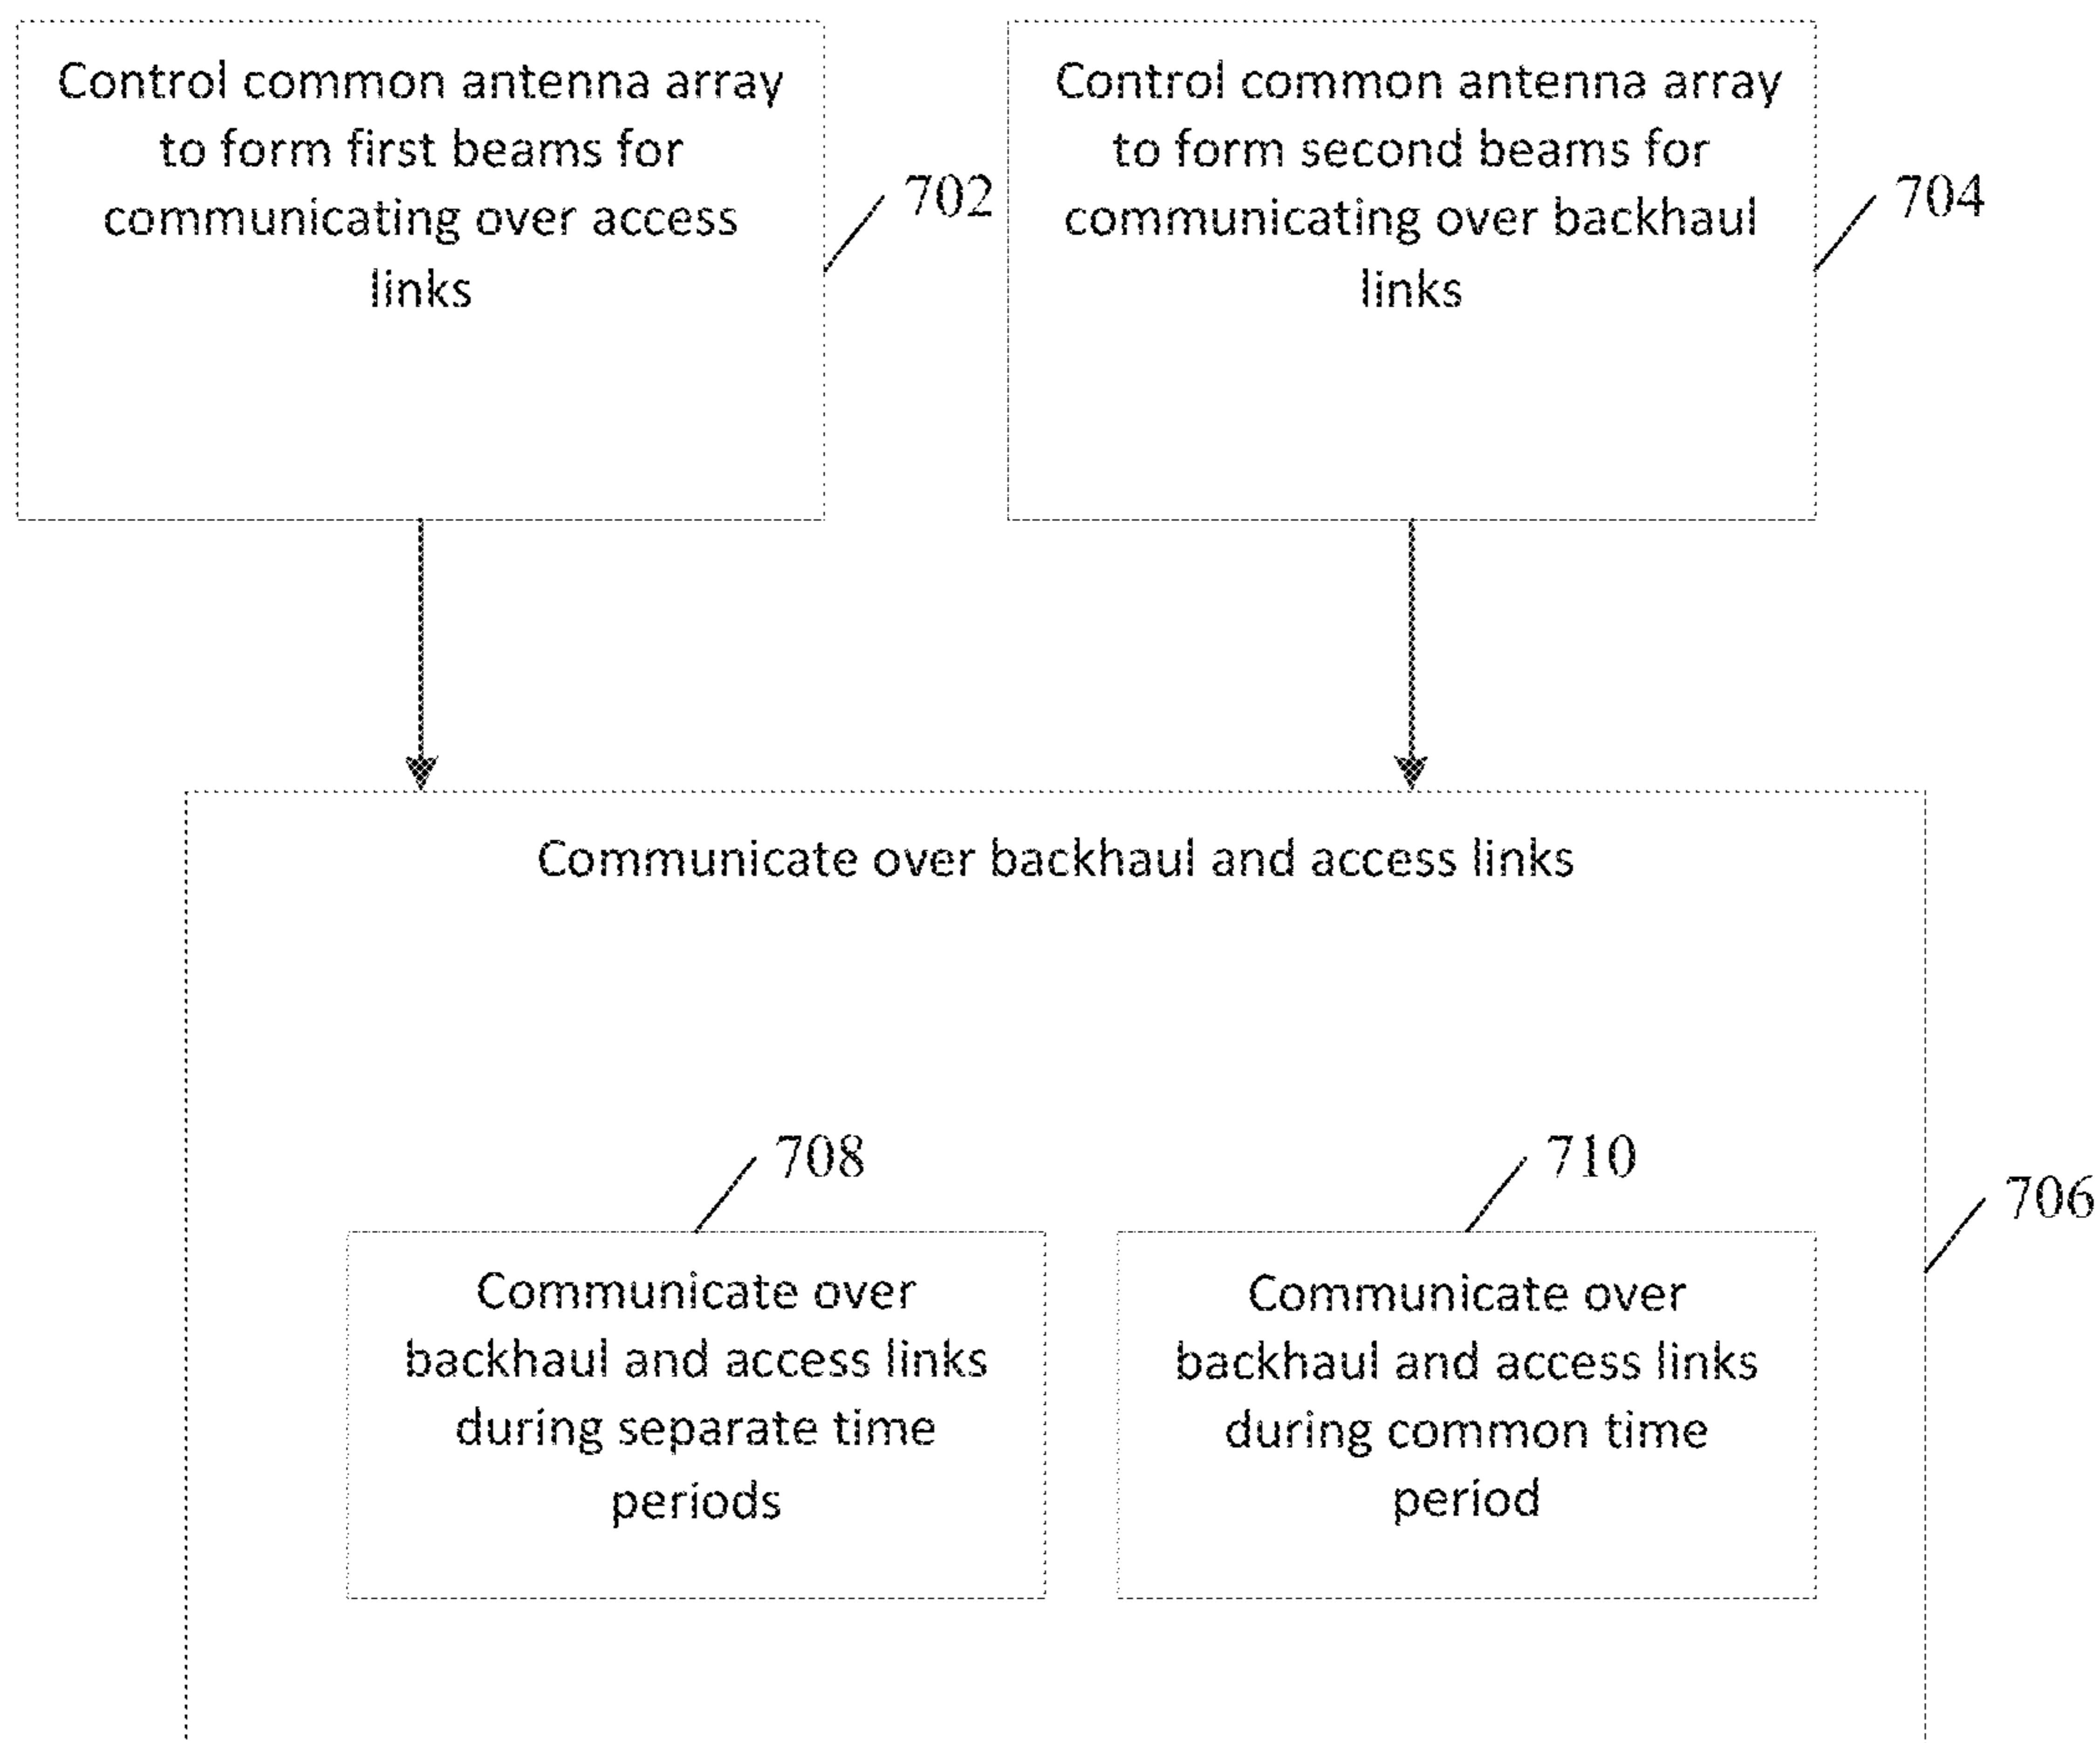 Control common antenna array
to form first beams for
communicating over access
links
702
Control common antenna array
to form second beams for
communicating over backhaul
links
704
Communicate over backhaul and access links
708
710
706
Communicate over
backhaul and access links
during separate time
periods
Communicate over
backhaul and access links
during common time
period